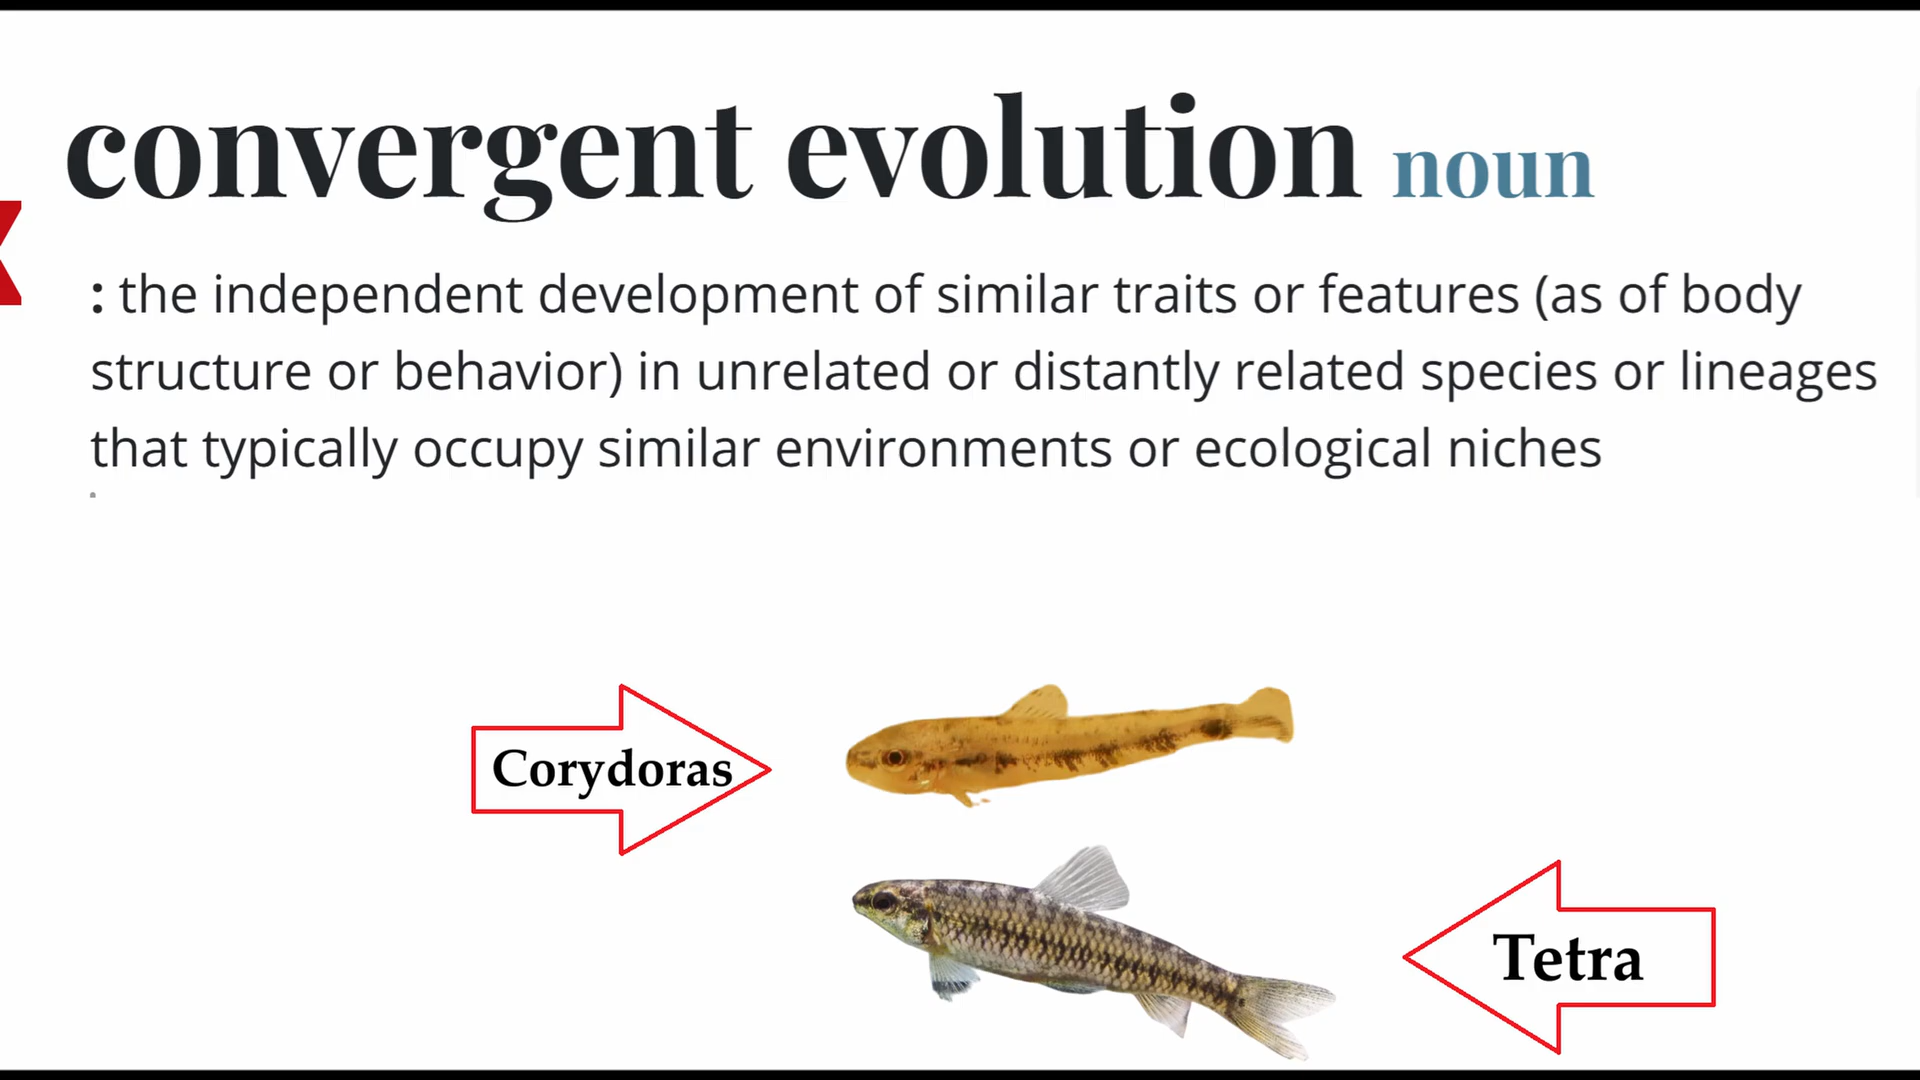 convergent evolution noun
: the independent development of similar traits or features (as of body
structure or behavior) in unrelated or distantly related species or lineages
that typically occupy similar environments or ecological niches
Corydoras
Tetra